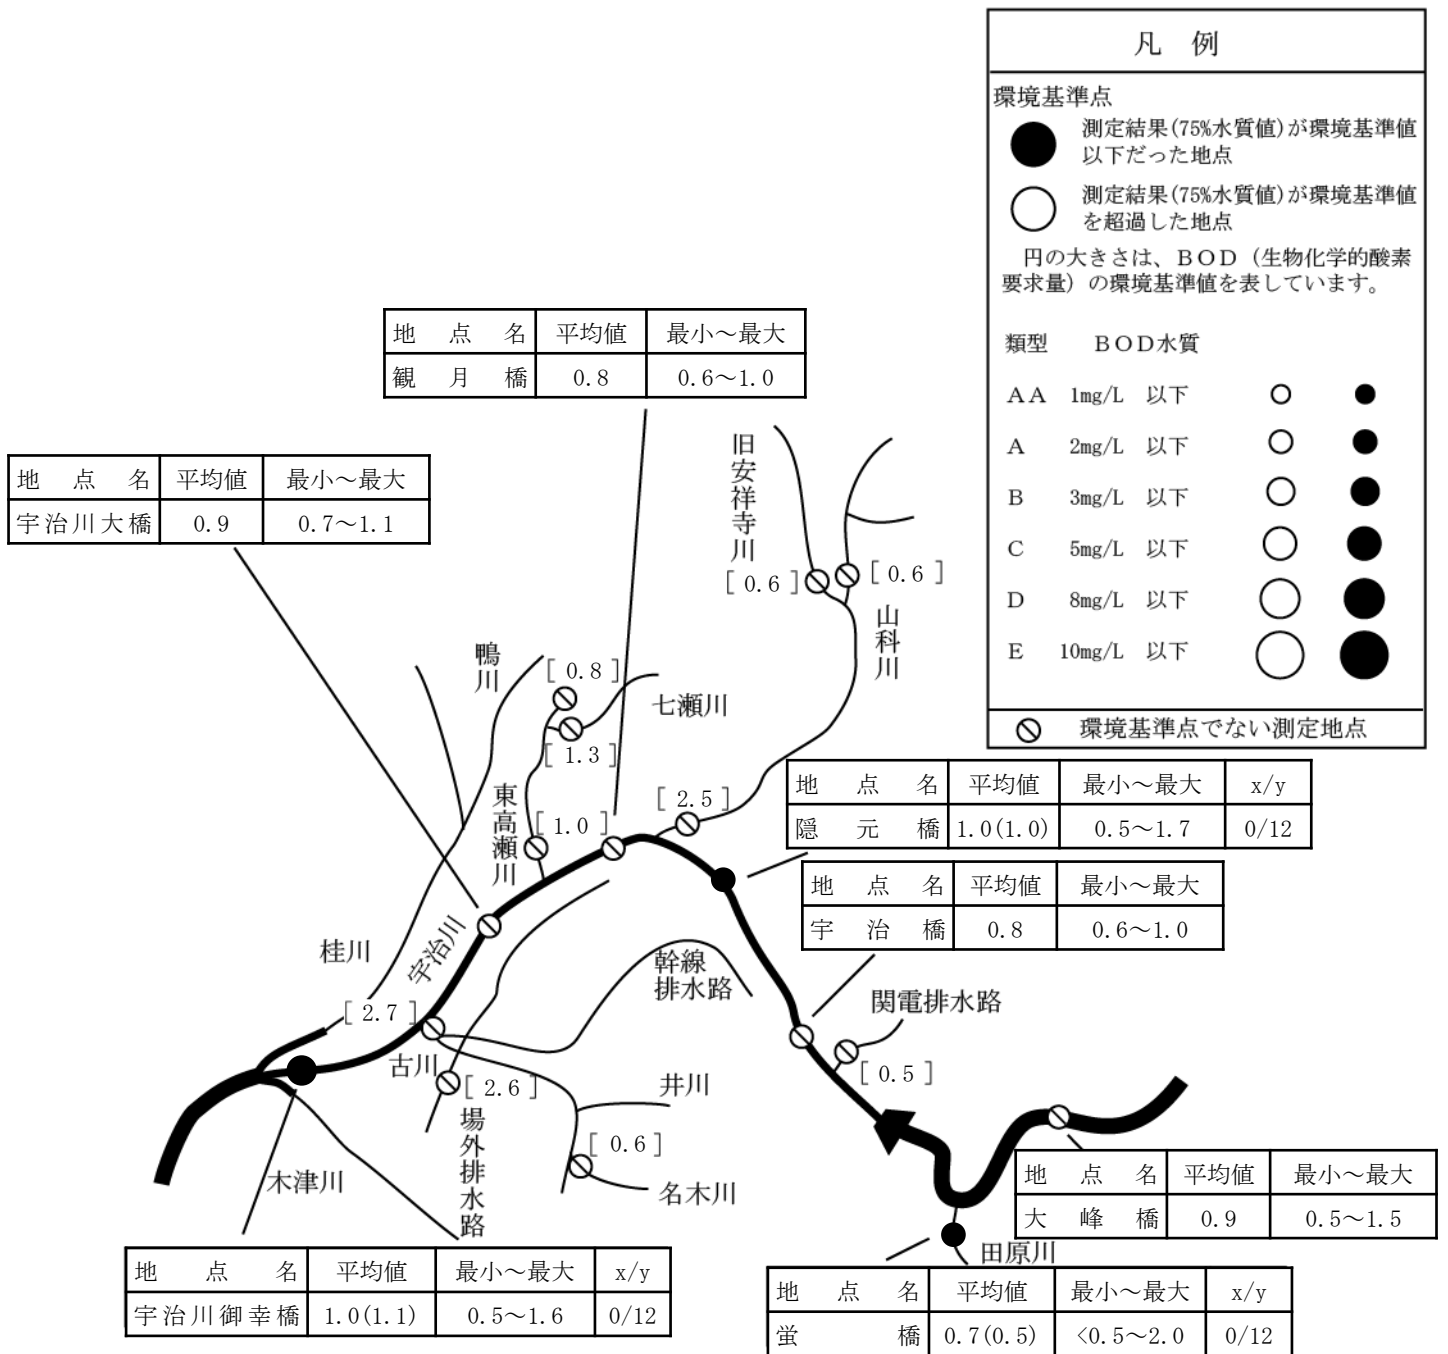 凡 例
環境基準点
測定結果(75%水質値)が環境基準値
以下だった地点
測定結果(75%水質値)が環境基準値
を超過した地点
円の大きさは、BOD(生物化学的酸素
要求量)の環境基準値を表しています。
類型 BOD水質
AA 1mg/L 以下
A 2mg/L 以下
B 3mg/L 以下
C 5mg/L 以下
D 8mg/L 以下
E 10mg/L 以下
環境基準点でない測定地点
地点名 平均値 最小～最大
観月橋 0.8 0.6～1.0
地点名 平均値 最小～最大
宇治川大橋 0.9 0.7～1.1
旧安祥寺川
[ 0.6 ]
[ 0.6 ]
山科川
鴨川
[ 0.8 ]
七瀬川
[ 1.3 ]
東高瀬川
[ 1.0 ]
[ 2.5 ]
地点名 平均値 最小～最大 x/y
隠元橋 1.0(1.0) 0.5～1.7 0/12
地点名 平均値 最小～最大
宇治橋 0.8 0.6～1.0
桂川
宇治川
幹線
排水路
関電排水路
[ 2.7 ]
古川
[ 2.6 ]
井川
[ 0.5 ]
場外排水路
[ 0.6 ]
名木川
木津川
地点名 平均値 最小～最大
大峰橋 0.9 0.5～1.5
田原川
地点名 平均値 最小～最大 x/y
宇治川御幸橋 1.0(1.1) 0.5～1.6 0/12
地点名 平均値 最小～最大 x/y
蛍橋 0.7(0.5) <0.5～2.0 0/12